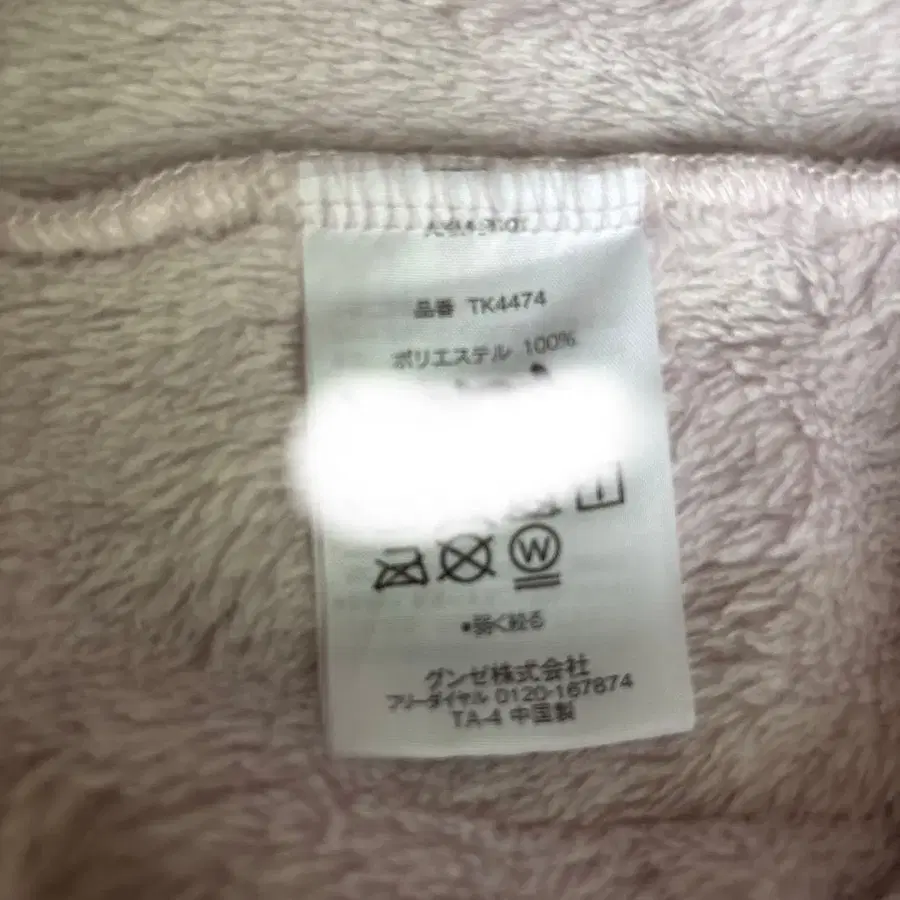 品番 TK4474
ポリエステル 100%
W
•弱く絞る
グンゼ株式会社
フリーダイヤル 0120-167874
TA-4 中国製